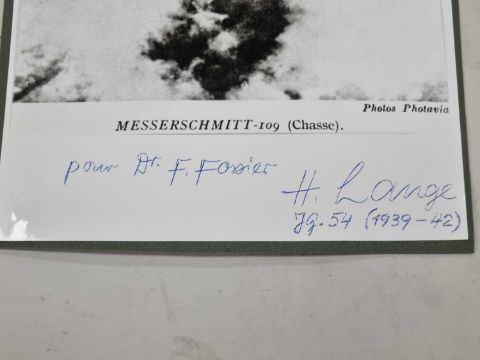 Photos Photavia
MESSERSCHMITT-109 (Chasse).
pour Dr. F. Fossier
H. Lange
Jg. 54 (1939-42)